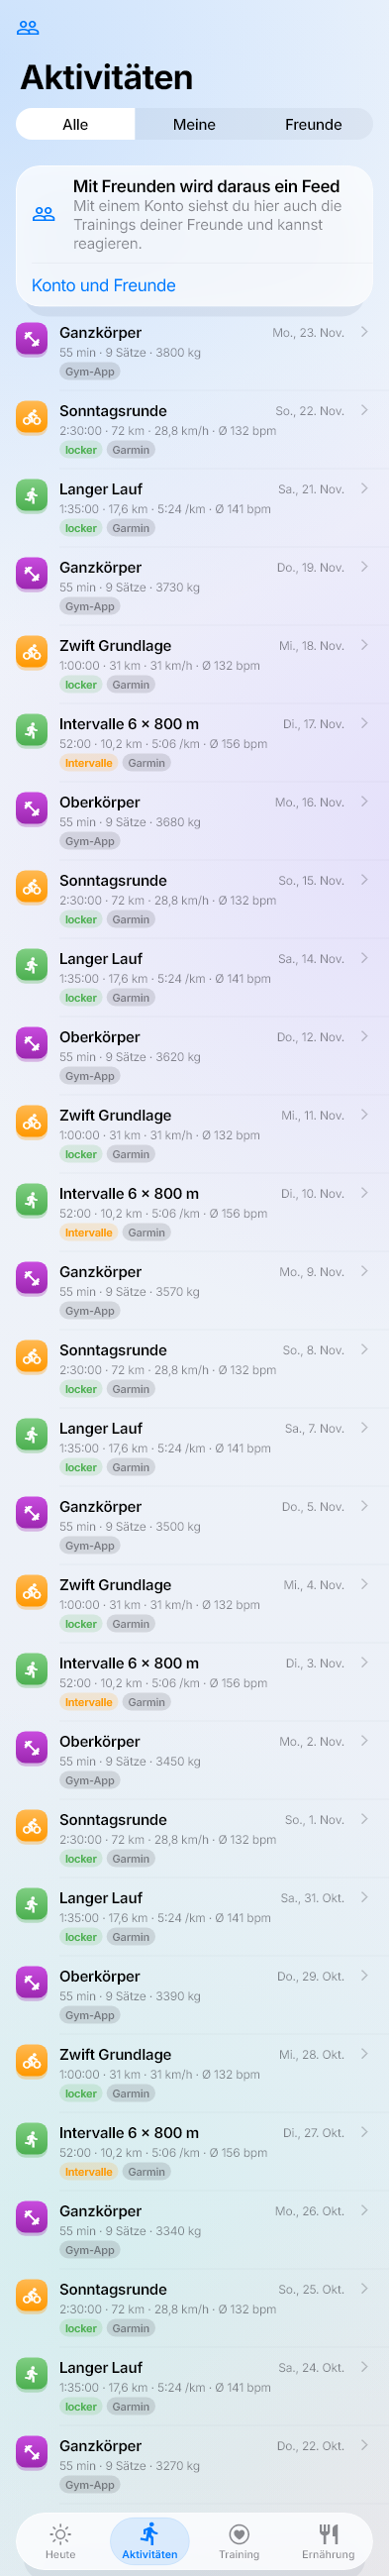 Aktivitäten
Alle Meine Freunde
Mit Freunden wird daraus ein Feed
Mit einem Konto siehst du hier auch die
Trainings deiner Freunde und kannst
reagieren.
Konto und Freunde
Ganzkörper Mo., 23. Nov.
55 min · 9 Sätze · 3800 kg
Gym-App
Sonntagsrunde So., 22. Nov.
2:30:00 · 72 km · 28,8 km/h · Ø 132 bpm
locker Garmin
Langer Lauf Sa., 21. Nov.
1:35:00 · 17,6 km · 5:24 /km · Ø 141 bpm
locker Garmin
Ganzkörper Do., 19. Nov.
55 min · 9 Sätze · 3730 kg
Gym-App
Zwift Grundlage Mi., 18. Nov.
1:00:00 · 31 km · 31 km/h · Ø 132 bpm
locker Garmin
Intervalle 6 × 800 m Di., 17. Nov.
52:00 · 10,2 km · 5:06 /km · Ø 156 bpm
Intervalle Garmin
Oberkörper Mo., 16. Nov.
55 min · 9 Sätze · 3680 kg
Gym-App
Sonntagsrunde So., 15. Nov.
2:30:00 · 72 km · 28,8 km/h · Ø 132 bpm
locker Garmin
Langer Lauf Sa., 14. Nov.
1:35:00 · 17,6 km · 5:24 /km · Ø 141 bpm
locker Garmin
Oberkörper Do., 12. Nov.
55 min · 9 Sätze · 3620 kg
Gym-App
Zwift Grundlage Mi., 11. Nov.
1:00:00 · 31 km · 31 km/h · Ø 132 bpm
locker Garmin
Intervalle 6 × 800 m Di., 10. Nov.
52:00 · 10,2 km · 5:06 /km · Ø 156 bpm
Intervalle Garmin
Ganzkörper Mo., 9. Nov.
55 min · 9 Sätze · 3570 kg
Gym-App
Sonntagsrunde So., 8. Nov.
2:30:00 · 72 km · 28,8 km/h · Ø 132 bpm
locker Garmin
Langer Lauf Sa., 7. Nov.
1:35:00 · 17,6 km · 5:24 /km · Ø 141 bpm
locker Garmin
Ganzkörper Do., 5. Nov.
55 min · 9 Sätze · 3500 kg
Gym-App
Zwift Grundlage Mi., 4. Nov.
1:00:00 · 31 km · 31 km/h · Ø 132 bpm
locker Garmin
Intervalle 6 × 800 m Di., 3. Nov.
52:00 · 10,2 km · 5:06 /km · Ø 156 bpm
Intervalle Garmin
Oberkörper Mo., 2. Nov.
55 min · 9 Sätze · 3450 kg
Gym-App
Sonntagsrunde So., 1. Nov.
2:30:00 · 72 km · 28,8 km/h · Ø 132 bpm
locker Garmin
Langer Lauf Sa., 31. Okt.
1:35:00 · 17,6 km · 5:24 /km · Ø 141 bpm
locker Garmin
Oberkörper Do., 29. Okt.
55 min · 9 Sätze · 3390 kg
Gym-App
Zwift Grundlage Mi., 28. Okt.
1:00:00 · 31 km · 31 km/h · Ø 132 bpm
locker Garmin
Intervalle 6 × 800 m Di., 27. Okt.
52:00 · 10,2 km · 5:06 /km · Ø 156 bpm
Intervalle Garmin
Ganzkörper Mo., 26. Okt.
55 min · 9 Sätze · 3340 kg
Gym-App
Sonntagsrunde So., 25. Okt.
2:30:00 · 72 km · 28,8 km/h · Ø 132 bpm
locker Garmin
Langer Lauf Sa., 24. Okt.
1:35:00 · 17,6 km · 5:24 /km · Ø 141 bpm
locker Garmin
Ganzkörper Do., 22. Okt.
55 min · 9 Sätze · 3270 kg
Gym-App
Heute Aktivitäten Training Ernährung